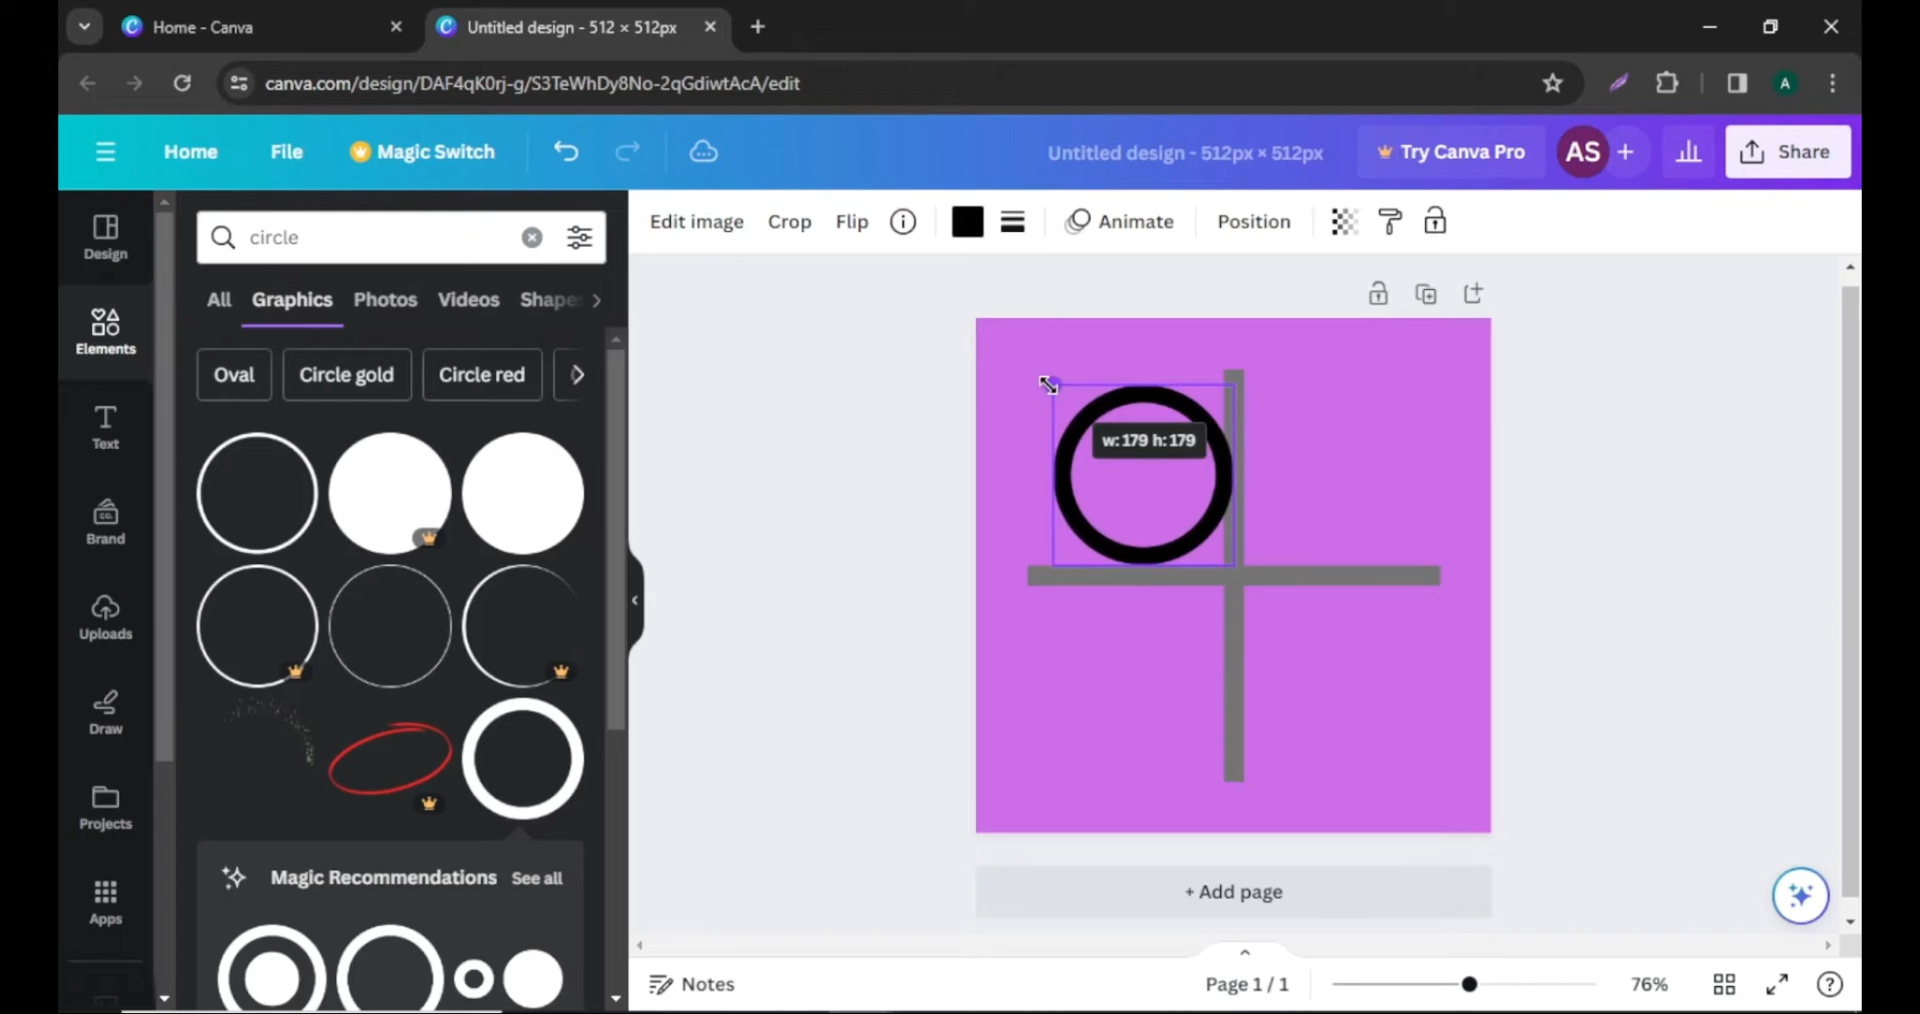 Home - Canva
Untitled design - 512 × 512px
canva.com/design/DAF4qK0rj-g/S3TeWhDy8No-2qGdiwtAcA/edit
A
Home
File
Magic Switch
Untitled design - 512px × 512px
Try Canva Pro
AS
+
Share
Design
Elements
Text
Brand
Uploads
Draw
Projects
Apps
circle
All
Graphics
Photos
Videos
Shapes
Oval
Circle gold
Circle red
Magic Recommendations
See all
Edit image
Crop
Flip
Animate
Position
w: 179 h: 179
+ Add page
Notes
Page 1 / 1
76%